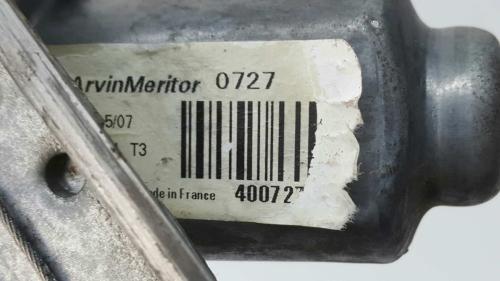 ArvinMeritor 0727
5/07
T3
de in France 40072